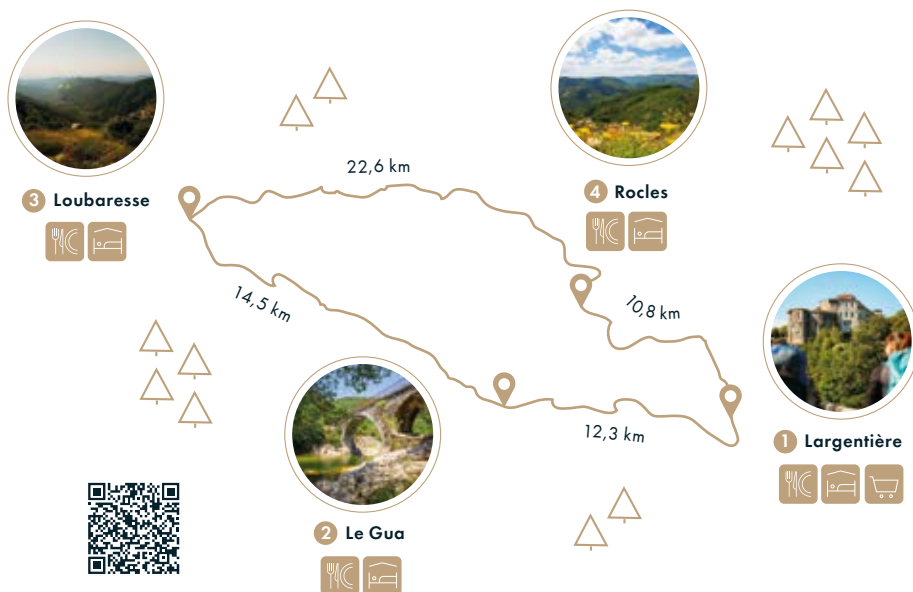 22,6 km
3 Loubaresse
4 Rocles
14,5 km
10,8 km
12,3 km
1 Largentière
2 Le Gua